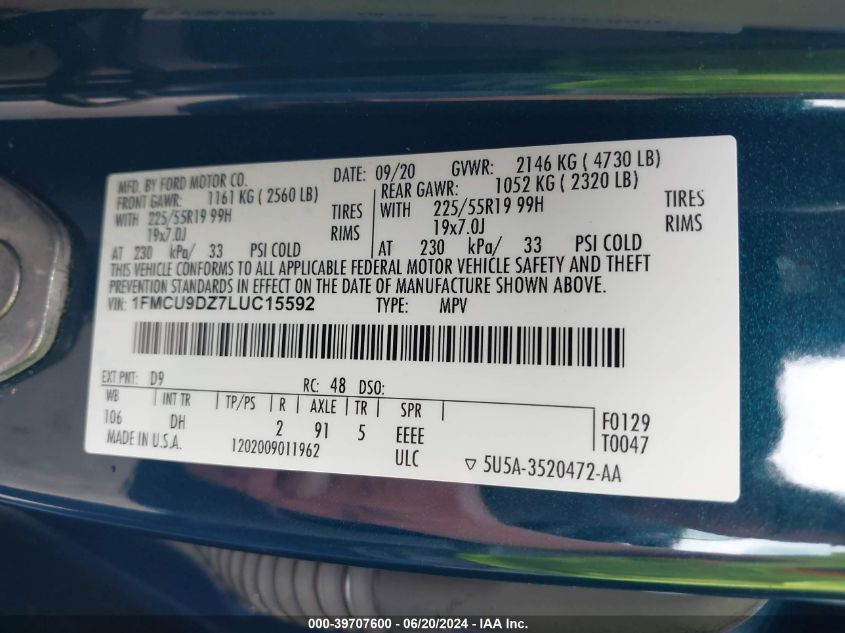 MFD. BY FORD MOTOR CO. DATE: 09/20 GVWR: 2146 KG ( 4730 LB)
FRONT GAWR: 1161 KG ( 2560 LB) REAR GAWR: 1052 KG ( 2320 LB)
WITH 225/55R19 99H TIRES WITH 225/55R19 99H TIRES
19x7.0J RIMS 19x7.0J RIMS
AT 230 kPa/ 33 PSI COLD AT 230 kPa/ 33 PSI COLD
THIS VEHICLE CONFORMS TO ALL APPLICABLE FEDERAL MOTOR VEHICLE SAFETY AND THEFT
PREVENTION STANDARDS IN EFFECT ON THE DATE OF MANUFACTURE SHOWN ABOVE.
VIN: 1FMCU9DZ7LUC15592 TYPE: MPV
EXT PNT: D9 RC: 48 DSO:
WB | INT TR | TP/PS | R | AXLE | TR | SPR
106 DH 2 91 5 EEEE F0129
MADE IN U.S.A. 1202009011962 ULC T0047
▽ 5U5A-3520472-AA
000-39707600 - 06/20/2024 - IAA Inc.